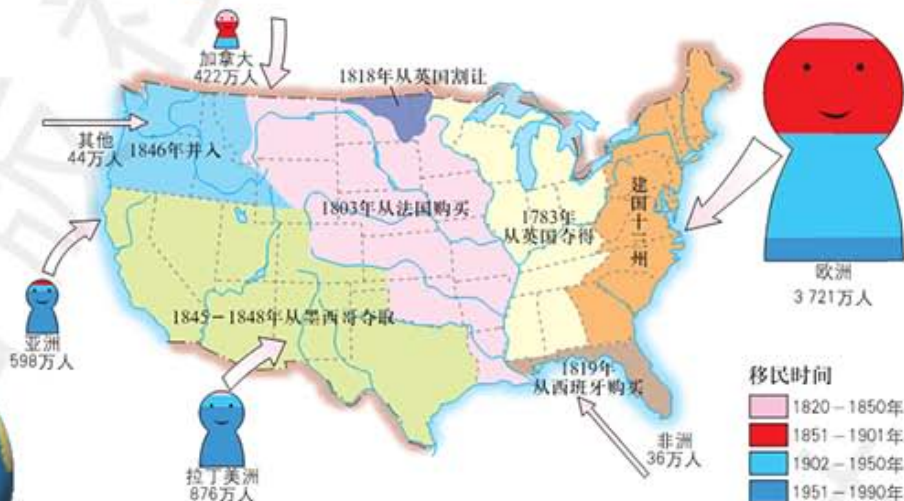 加拿大
422万人
1818年从英国割让
其他
44万人
1846年并入
1803年从法国购买
1783年
从英国夺得
建国十三州
欧洲
3 721万人
亚洲
598万人
1845-1848年从墨西哥夺取
1819年
从西班牙购买
拉丁美洲
876万人
非洲
36万人
移民时间
1820-1850年
1851-1901年
1902-1950年
1951-1990年